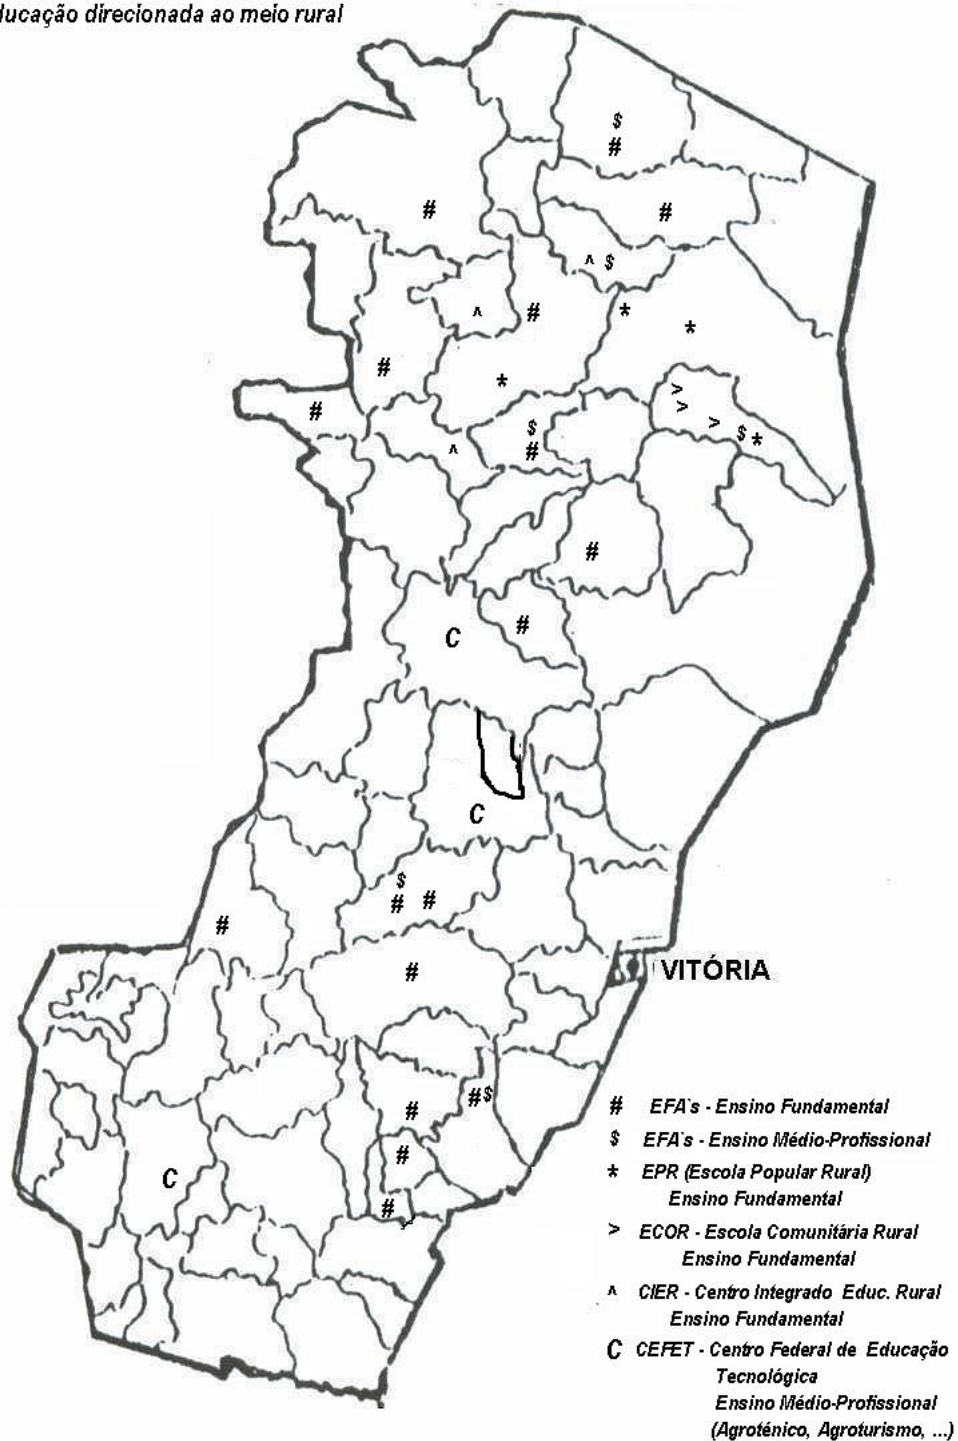 ducação direcionada ao meio rural
$
#
#
#
^ $
^
#
*
*
#
*
#
>
>
>
$ *
$
#
^
#
#
C
C
$
# #
#
#
VITÓRIA
# $
#
#
#
C
# EFA`s - Ensino Fundamental
$ EFA`s - Ensino Médio-Profissional
* EPR (Escola Popular Rural)
Ensino Fundamental
> ECOR - Escola Comunitária Rural
Ensino Fundamental
^ CIER - Centro Integrado Educ. Rural
Ensino Fundamental
C CEFET - Centro Federal de Educação
Tecnológica
Ensino Médio-Profissional
(Agroténico, Agroturismo, ...)